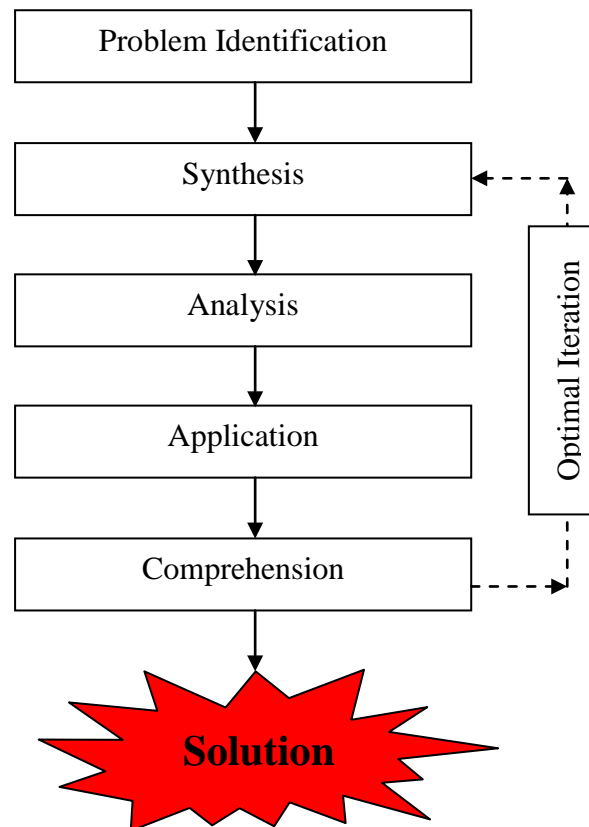 Problem Identification
Synthesis
Analysis
Application
Comprehension
Optimal Iteration
Solution